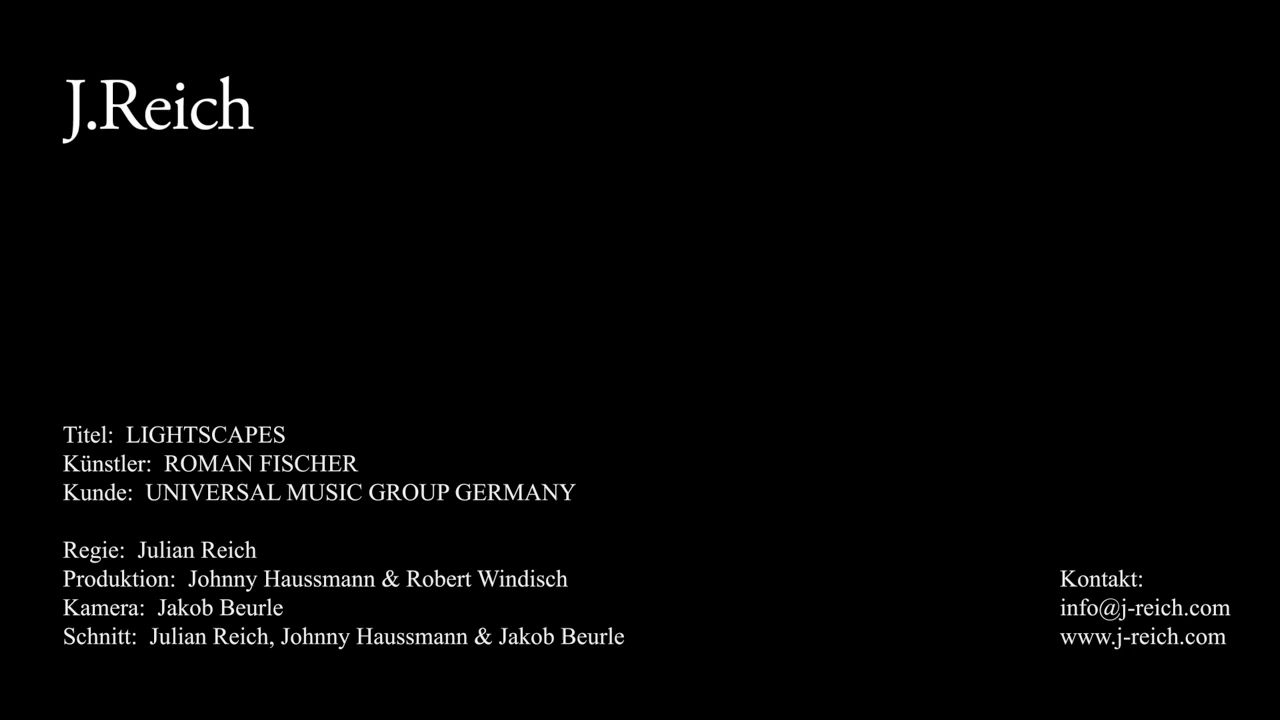 J.Reich
Titel: LIGHTSCAPES
Künstler: ROMAN FISCHER
Kunde: UNIVERSAL MUSIC GROUP GERMANY
Regie: Julian Reich
Produktion: Johnny Haussmann & Robert Windisch
Kamera: Jakob Beurle
Schnitt: Julian Reich, Johnny Haussmann & Jakob Beurle
Kontakt:
info@j-reich.com
www.j-reich.com